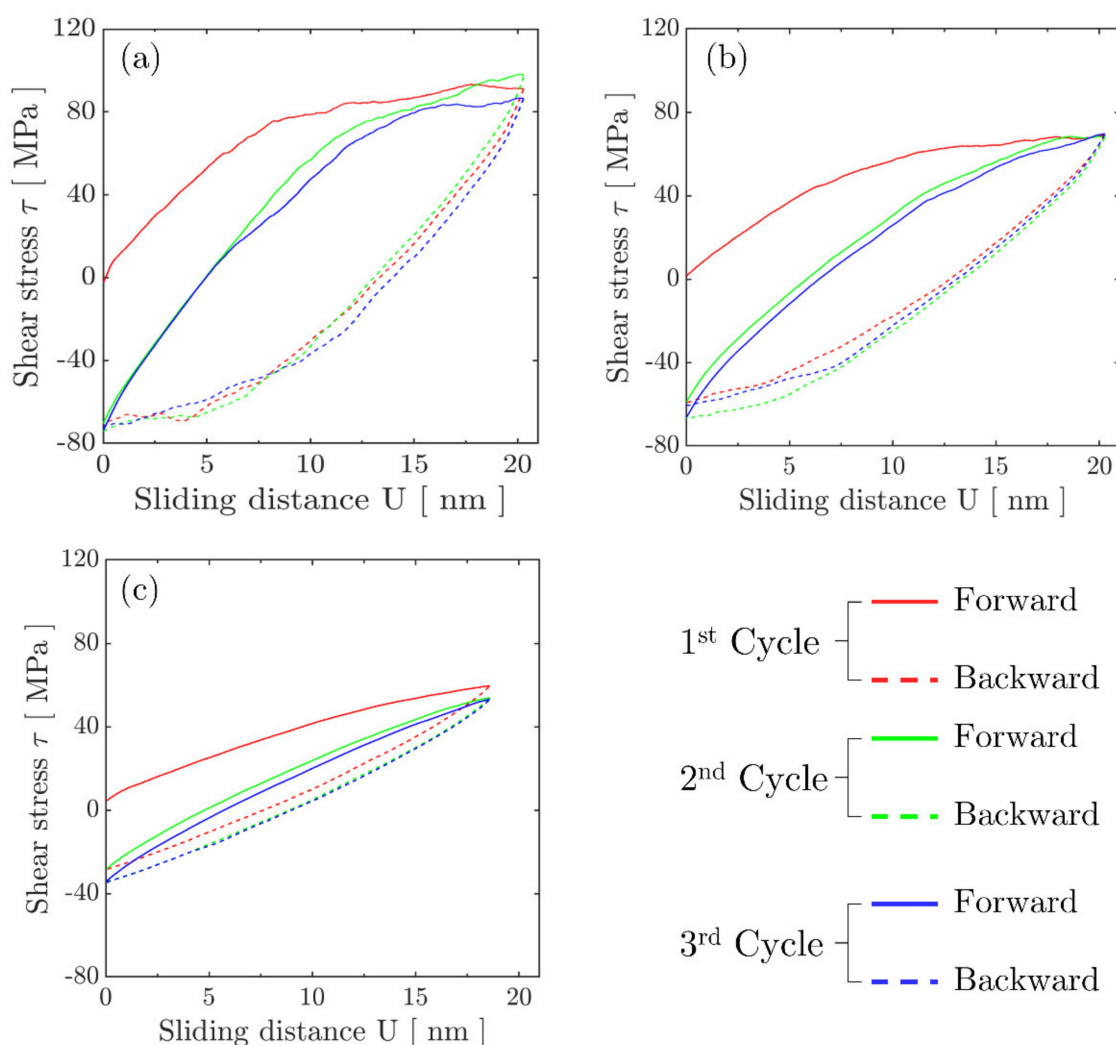 (a)
Shear stress τ [ MPa ]
120
80
40
0
-40
-80
0 5 10 15 20
Sliding distance U [ nm ]
(b)
Shear stress τ [ MPa ]
120
80
40
0
-40
-80
0 5 10 15 20
Sliding distance U [ nm ]
(c)
Shear stress τ [ MPa ]
120
80
40
0
-40
-80
0 5 10 15 20
Sliding distance U [ nm ]
1st Cycle
Forward
Backward
2nd Cycle
Forward
Backward
3rd Cycle
Forward
Backward